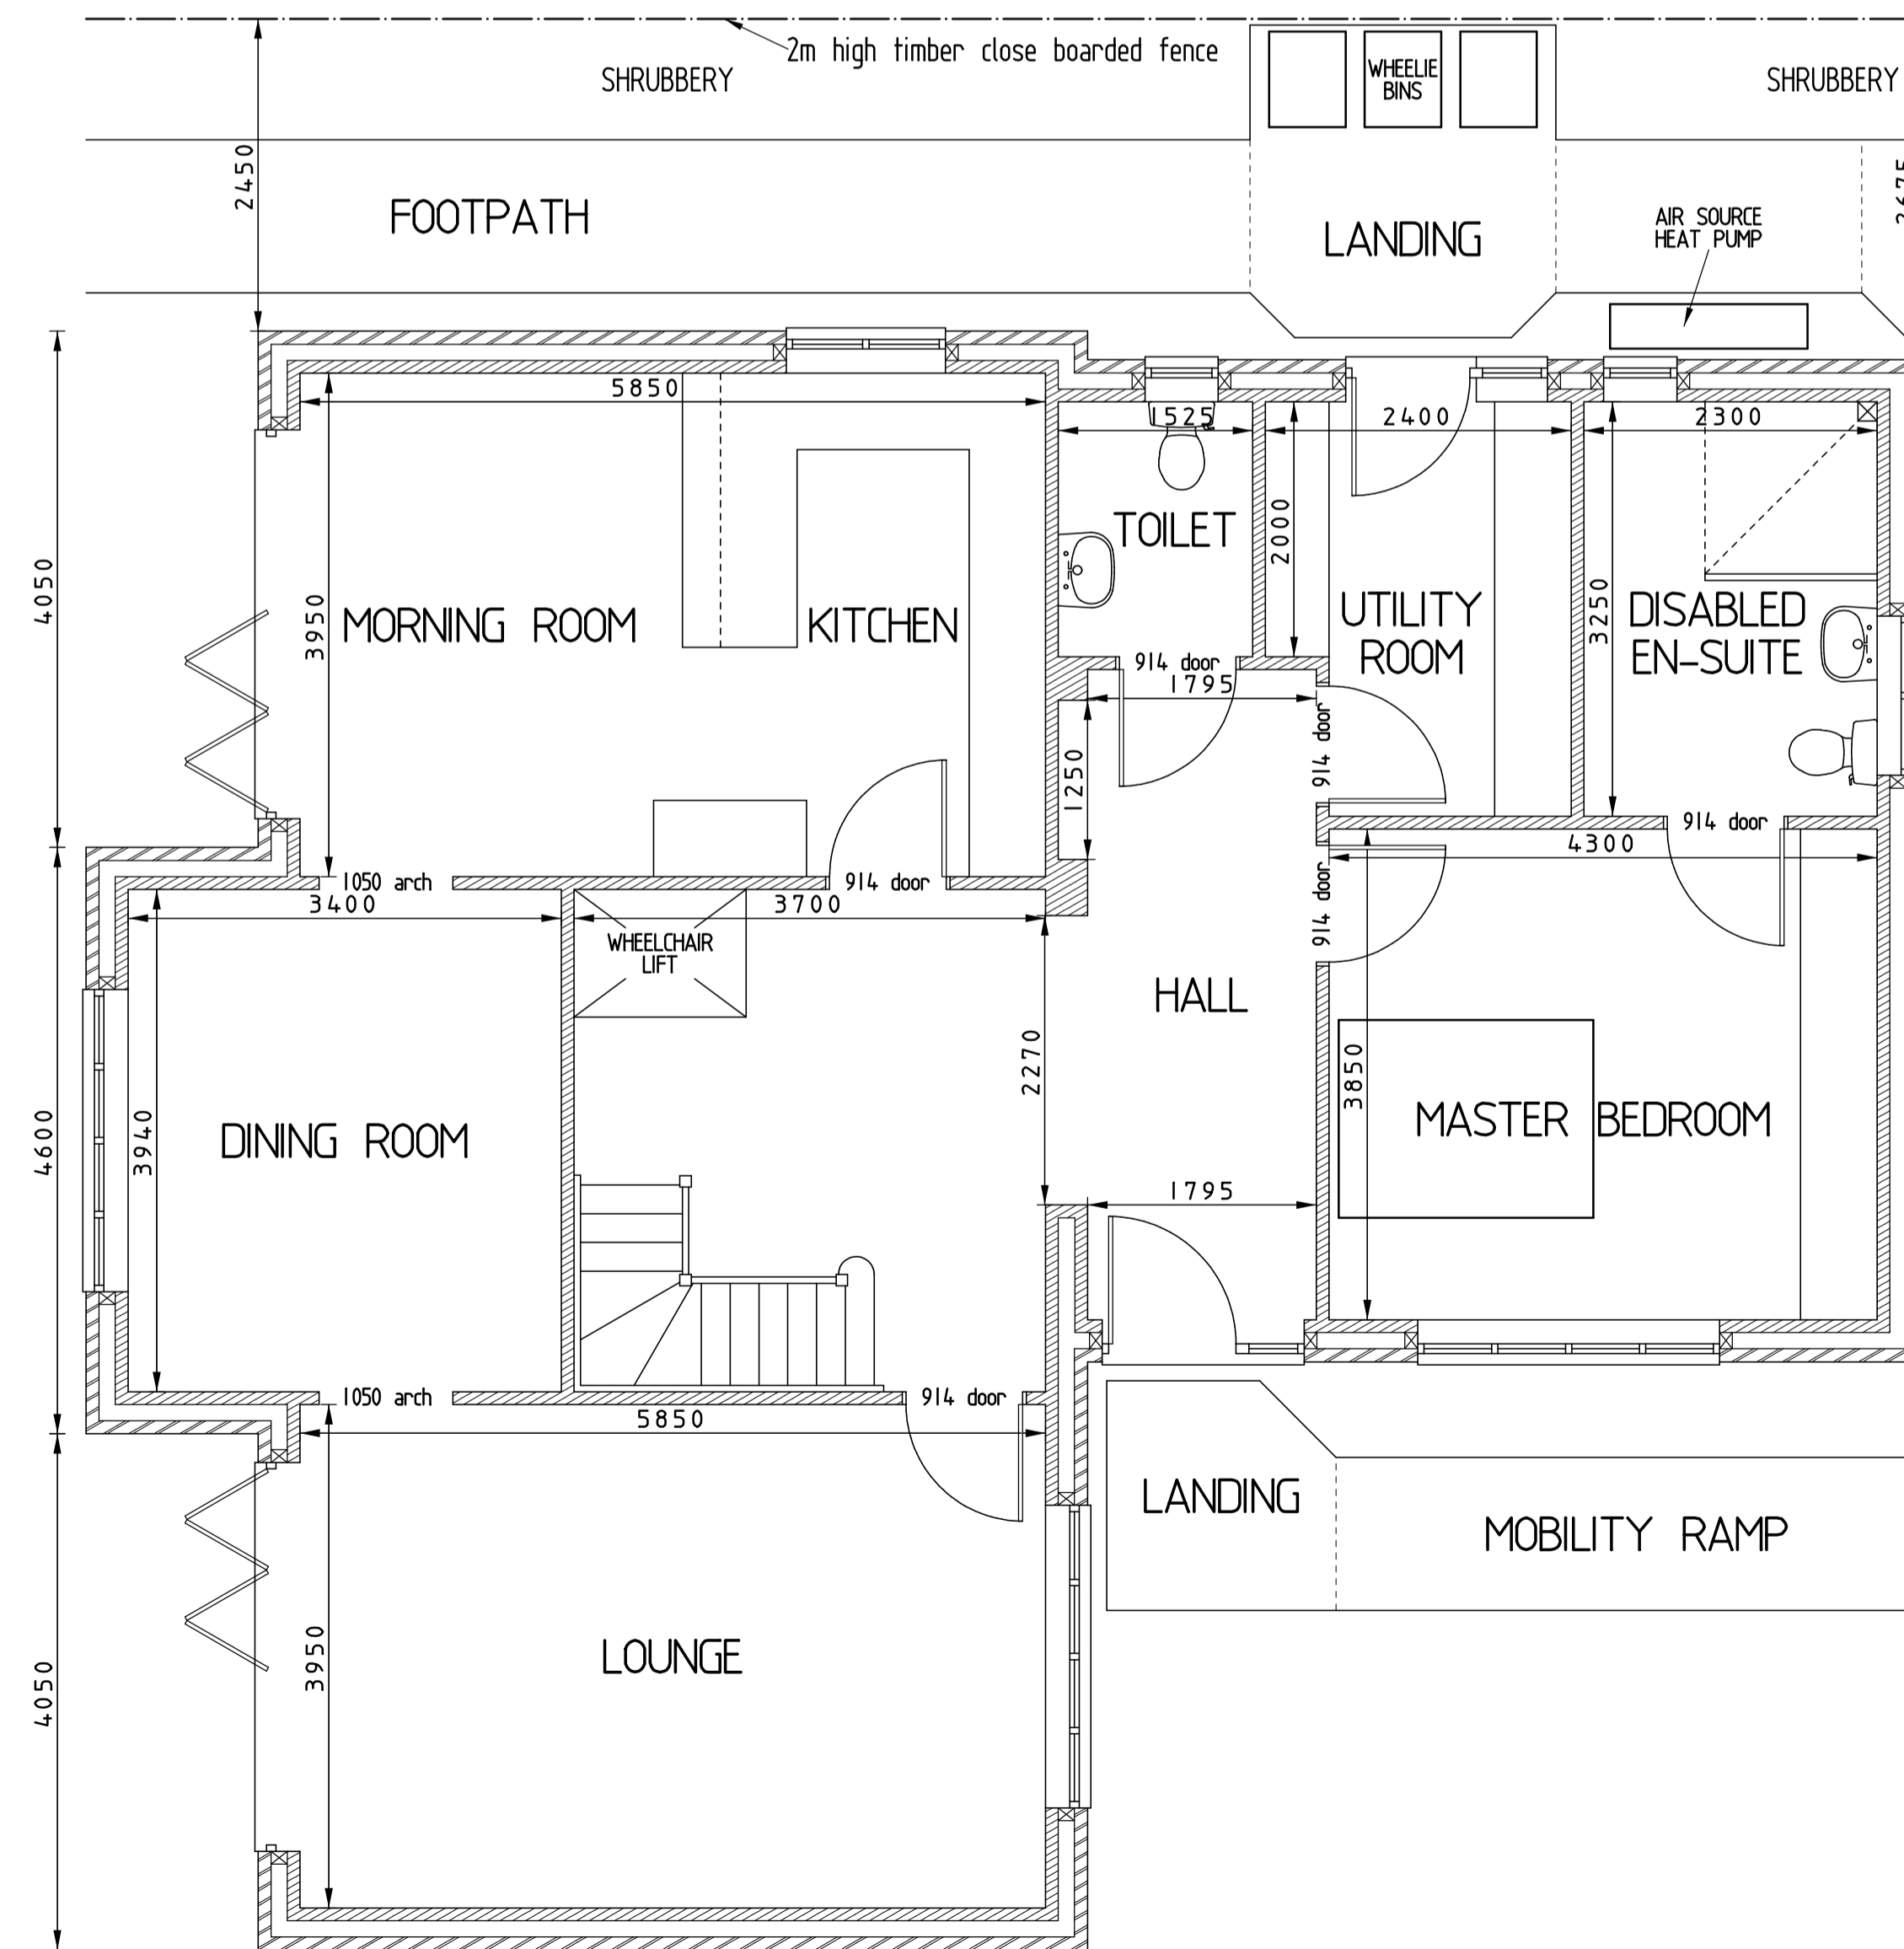 2m high timber close boarded fence
SHRUBBERY
WHEELIE
BINS
SHRUBBERY
2450
FOOTPATH
LANDING
AIR SOURCE
HEAT PUMP
5850
1525
2400
2300
4050
3950
MORNING ROOM
KITCHEN
TOILET
2000
UTILITY
ROOM
3250
DISABLED
EN-SUITE
914 door
1795
914 door
1250
914 door
4300
1050 arch
914 door
914 door
3400
3700
WHEELCHAIR
LIFT
HALL
2270
3850
MASTER BEDROOM
4600
3940
DINING ROOM
1795
1050 arch
914 door
5850
LANDING
MOBILITY RAMP
4050
3950
LOUNGE